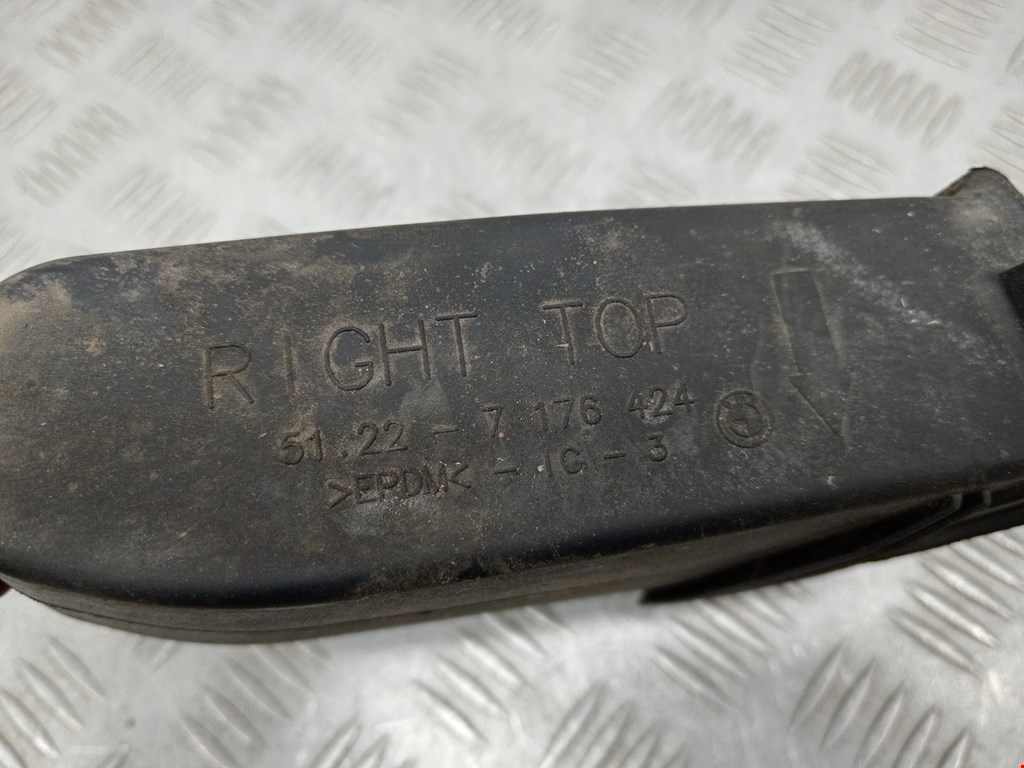 RIGHT TOP
51.22 - 7 176 424
>EPDM< - IG - 3